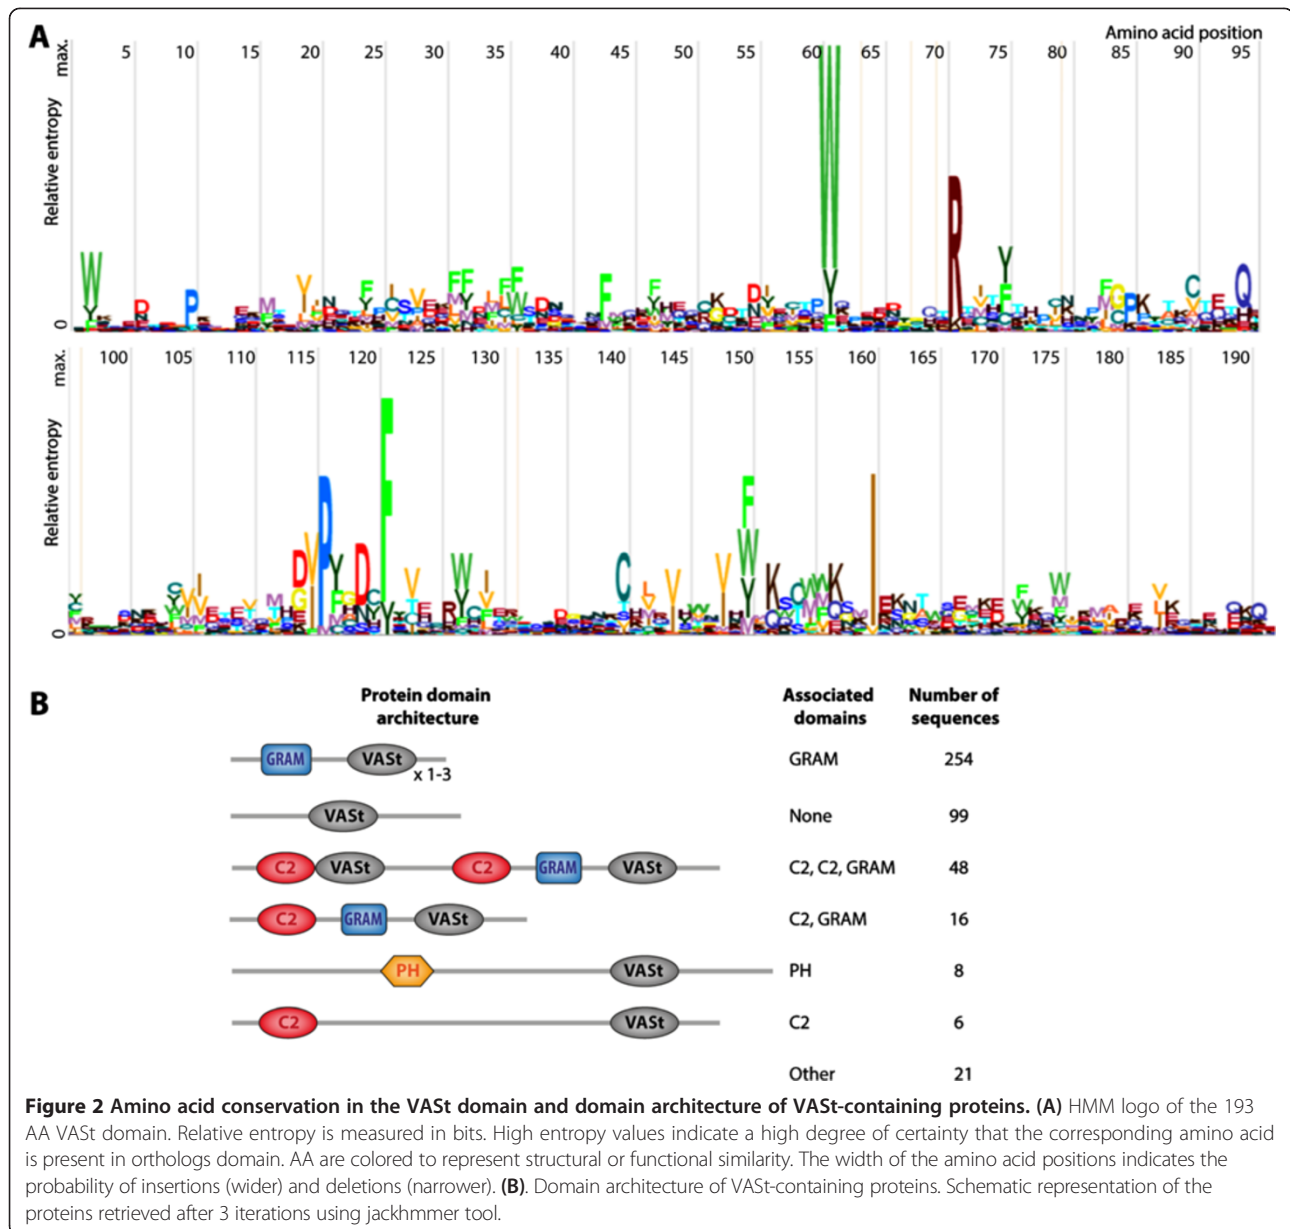 A
max.
5 10 15 20 25 30 35 40 45 50 55 60 65 70 75 80 85 90 95
Amino acid position
Relative entropy
0
max.
100 105 110 115 120 125 130 135 140 145 150 155 160 165 170 175 180 185 190
Relative entropy
0
B
Protein domain
architecture
Associated
domains
Number of
sequences
GRAM VASt x 1-3 GRAM 254
VASt None 99
C2 VASt C2 GRAM VASt C2, C2, GRAM 48
C2 GRAM VASt C2, GRAM 16
PH VASt PH 8
C2 VASt C2 6
Other 21
Figure 2 Amino acid conservation in the VASt domain and domain architecture of VASt-containing proteins. (A) HMM logo of the 193
AA VASt domain. Relative entropy is measured in bits. High entropy values indicate a high degree of certainty that the corresponding amino acid
is present in orthologs domain. AA are colored to represent structural or functional similarity. The width of the amino acid positions indicates the
probability of insertions (wider) and deletions (narrower). (B). Domain architecture of VASt-containing proteins. Schematic representation of the
proteins retrieved after 3 iterations using jackhmmer tool.